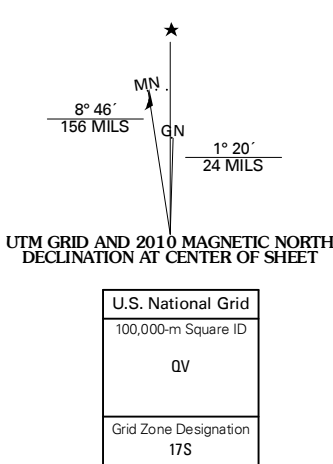 ★
MN
8° 46´
156 MILS
GN
1° 20´
24 MILS
UTM GRID AND 2010 MAGNETIC NORTH
DECLINATION AT CENTER OF SHEET
U.S. National Grid
100,000-m Square ID
QV
Grid Zone Designation
17S